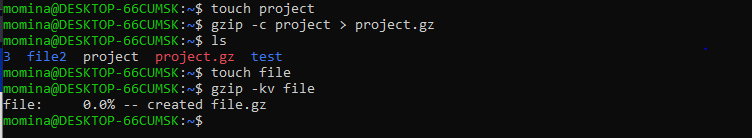 momina@DESKTOP-66CUMSK:~$ touch project
momina@DESKTOP-66CUMSK:~$ gzip -c project > project.gz
momina@DESKTOP-66CUMSK:~$ ls
3  file2  project  project.gz  test
momina@DESKTOP-66CUMSK:~$ touch file
momina@DESKTOP-66CUMSK:~$ gzip -kv file
file:     0.0% -- created file.gz
momina@DESKTOP-66CUMSK:~$